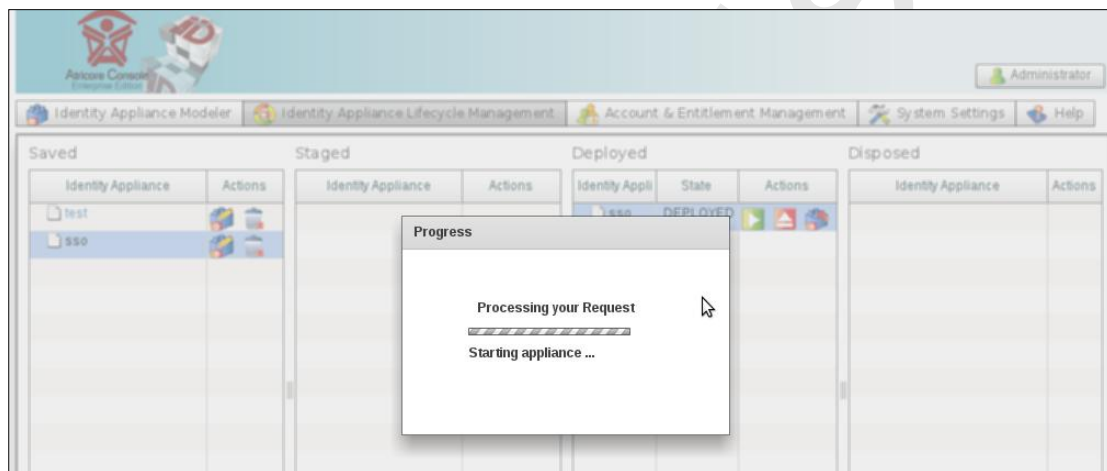 Atricore Console
Enterprise Edition
Administrator
Identity Appliance Modeler
Identity Appliance Lifecycle Management
Account & Entitlement Management
System Settings
Help
Saved
Staged
Deployed
Disposed
Identity Appliance
Actions
Identity Appliance
Actions
Identity Appli
State
Actions
Identity Appliance
Actions
test
sso
sso
DEPLOYED
Progress
Processing your Request
Starting appliance ...